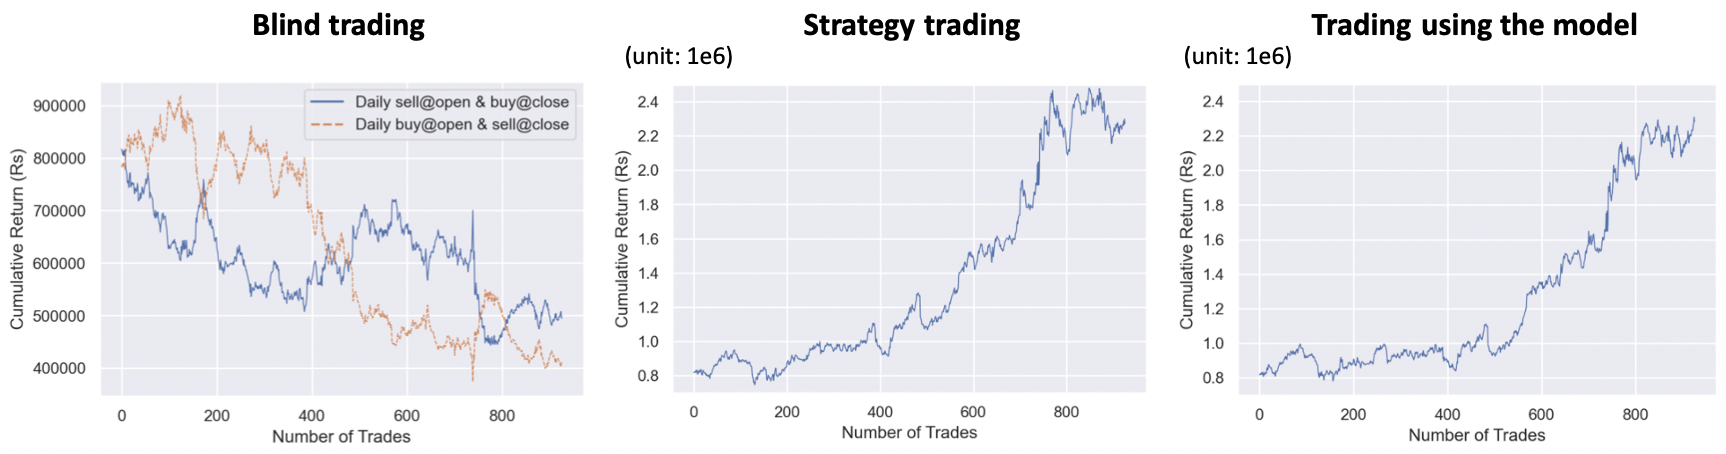 Blind trading
Strategy trading
Trading using the model
(unit: 1e6)
(unit: 1e6)
Daily sell@open & buy@close
Daily buy@open & sell@close
Cumulative Return (Rs)
900000
800000
700000
600000
500000
400000
0 200 400 600 800
Number of Trades
Cumulative Return (Rs)
2.4
2.2
2.0
1.8
1.6
1.4
1.2
1.0
0.8
0 200 400 600 800
Number of Trades
Cumulative Return (Rs)
2.4
2.2
2.0
1.8
1.6
1.4
1.2
1.0
0.8
0 200 400 600 800
Number of Trades